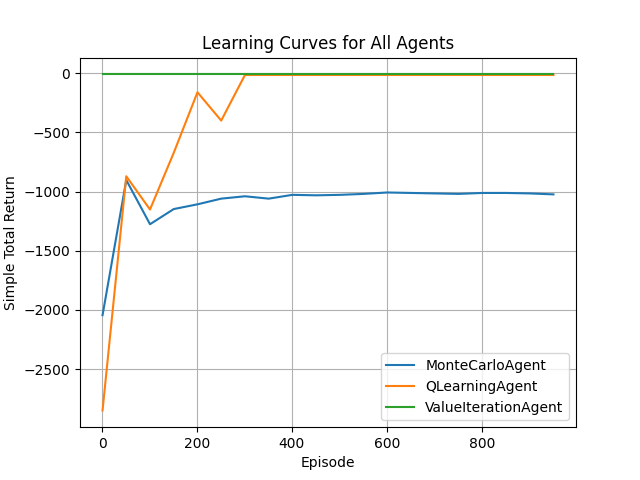 Learning Curves for All Agents
Simple Total Return
0
−500
−1000
−1500
−2000
−2500
0 200 400 600 800
Episode
MonteCarloAgent
QLearningAgent
ValueIterationAgent